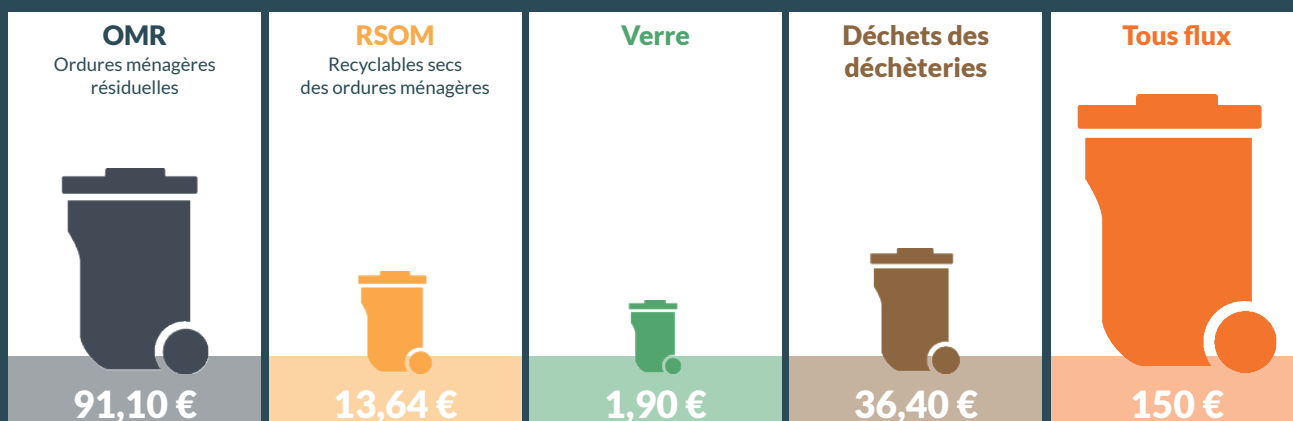 OMR
Ordures ménagères
résiduelles
91,10 €
RSOM
Recyclables secs
des ordures ménagères
13,64 €
Verre
1,90 €
Déchets des
déchèteries
36,40 €
Tous flux
150 €